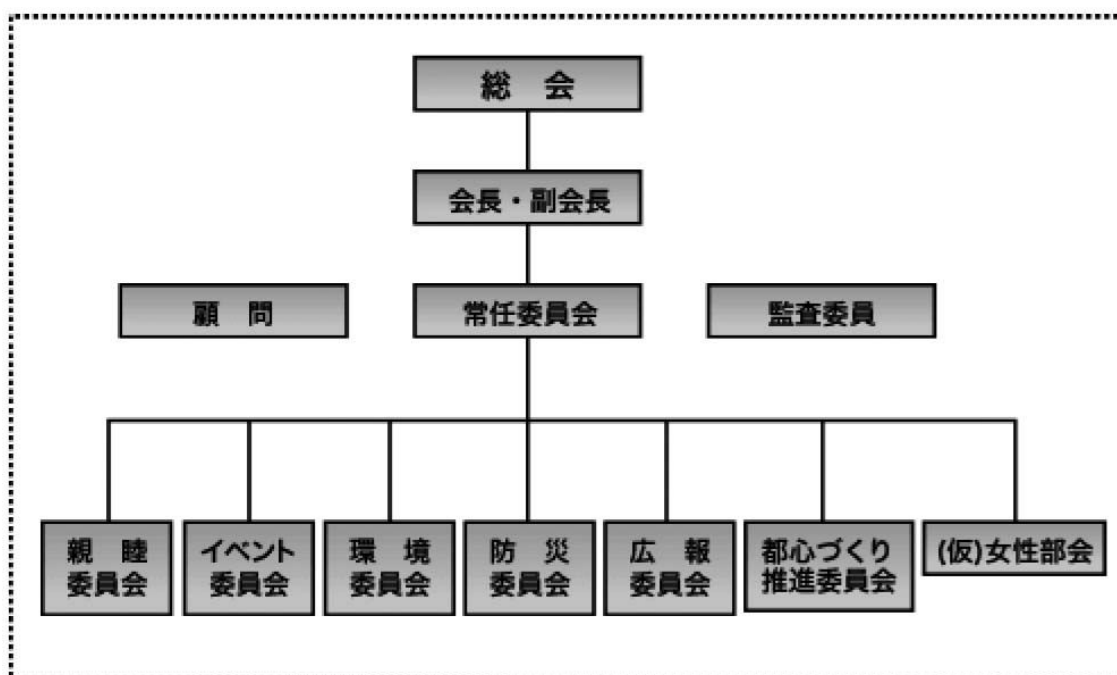 総　会
会長・副会長
顧　問
常任委員会
監査委員
親　睦
委員会
イベント
委員会
環　境
委員会
防　災
委員会
広　報
委員会
都心づくり
推進委員会
(仮)女性部会